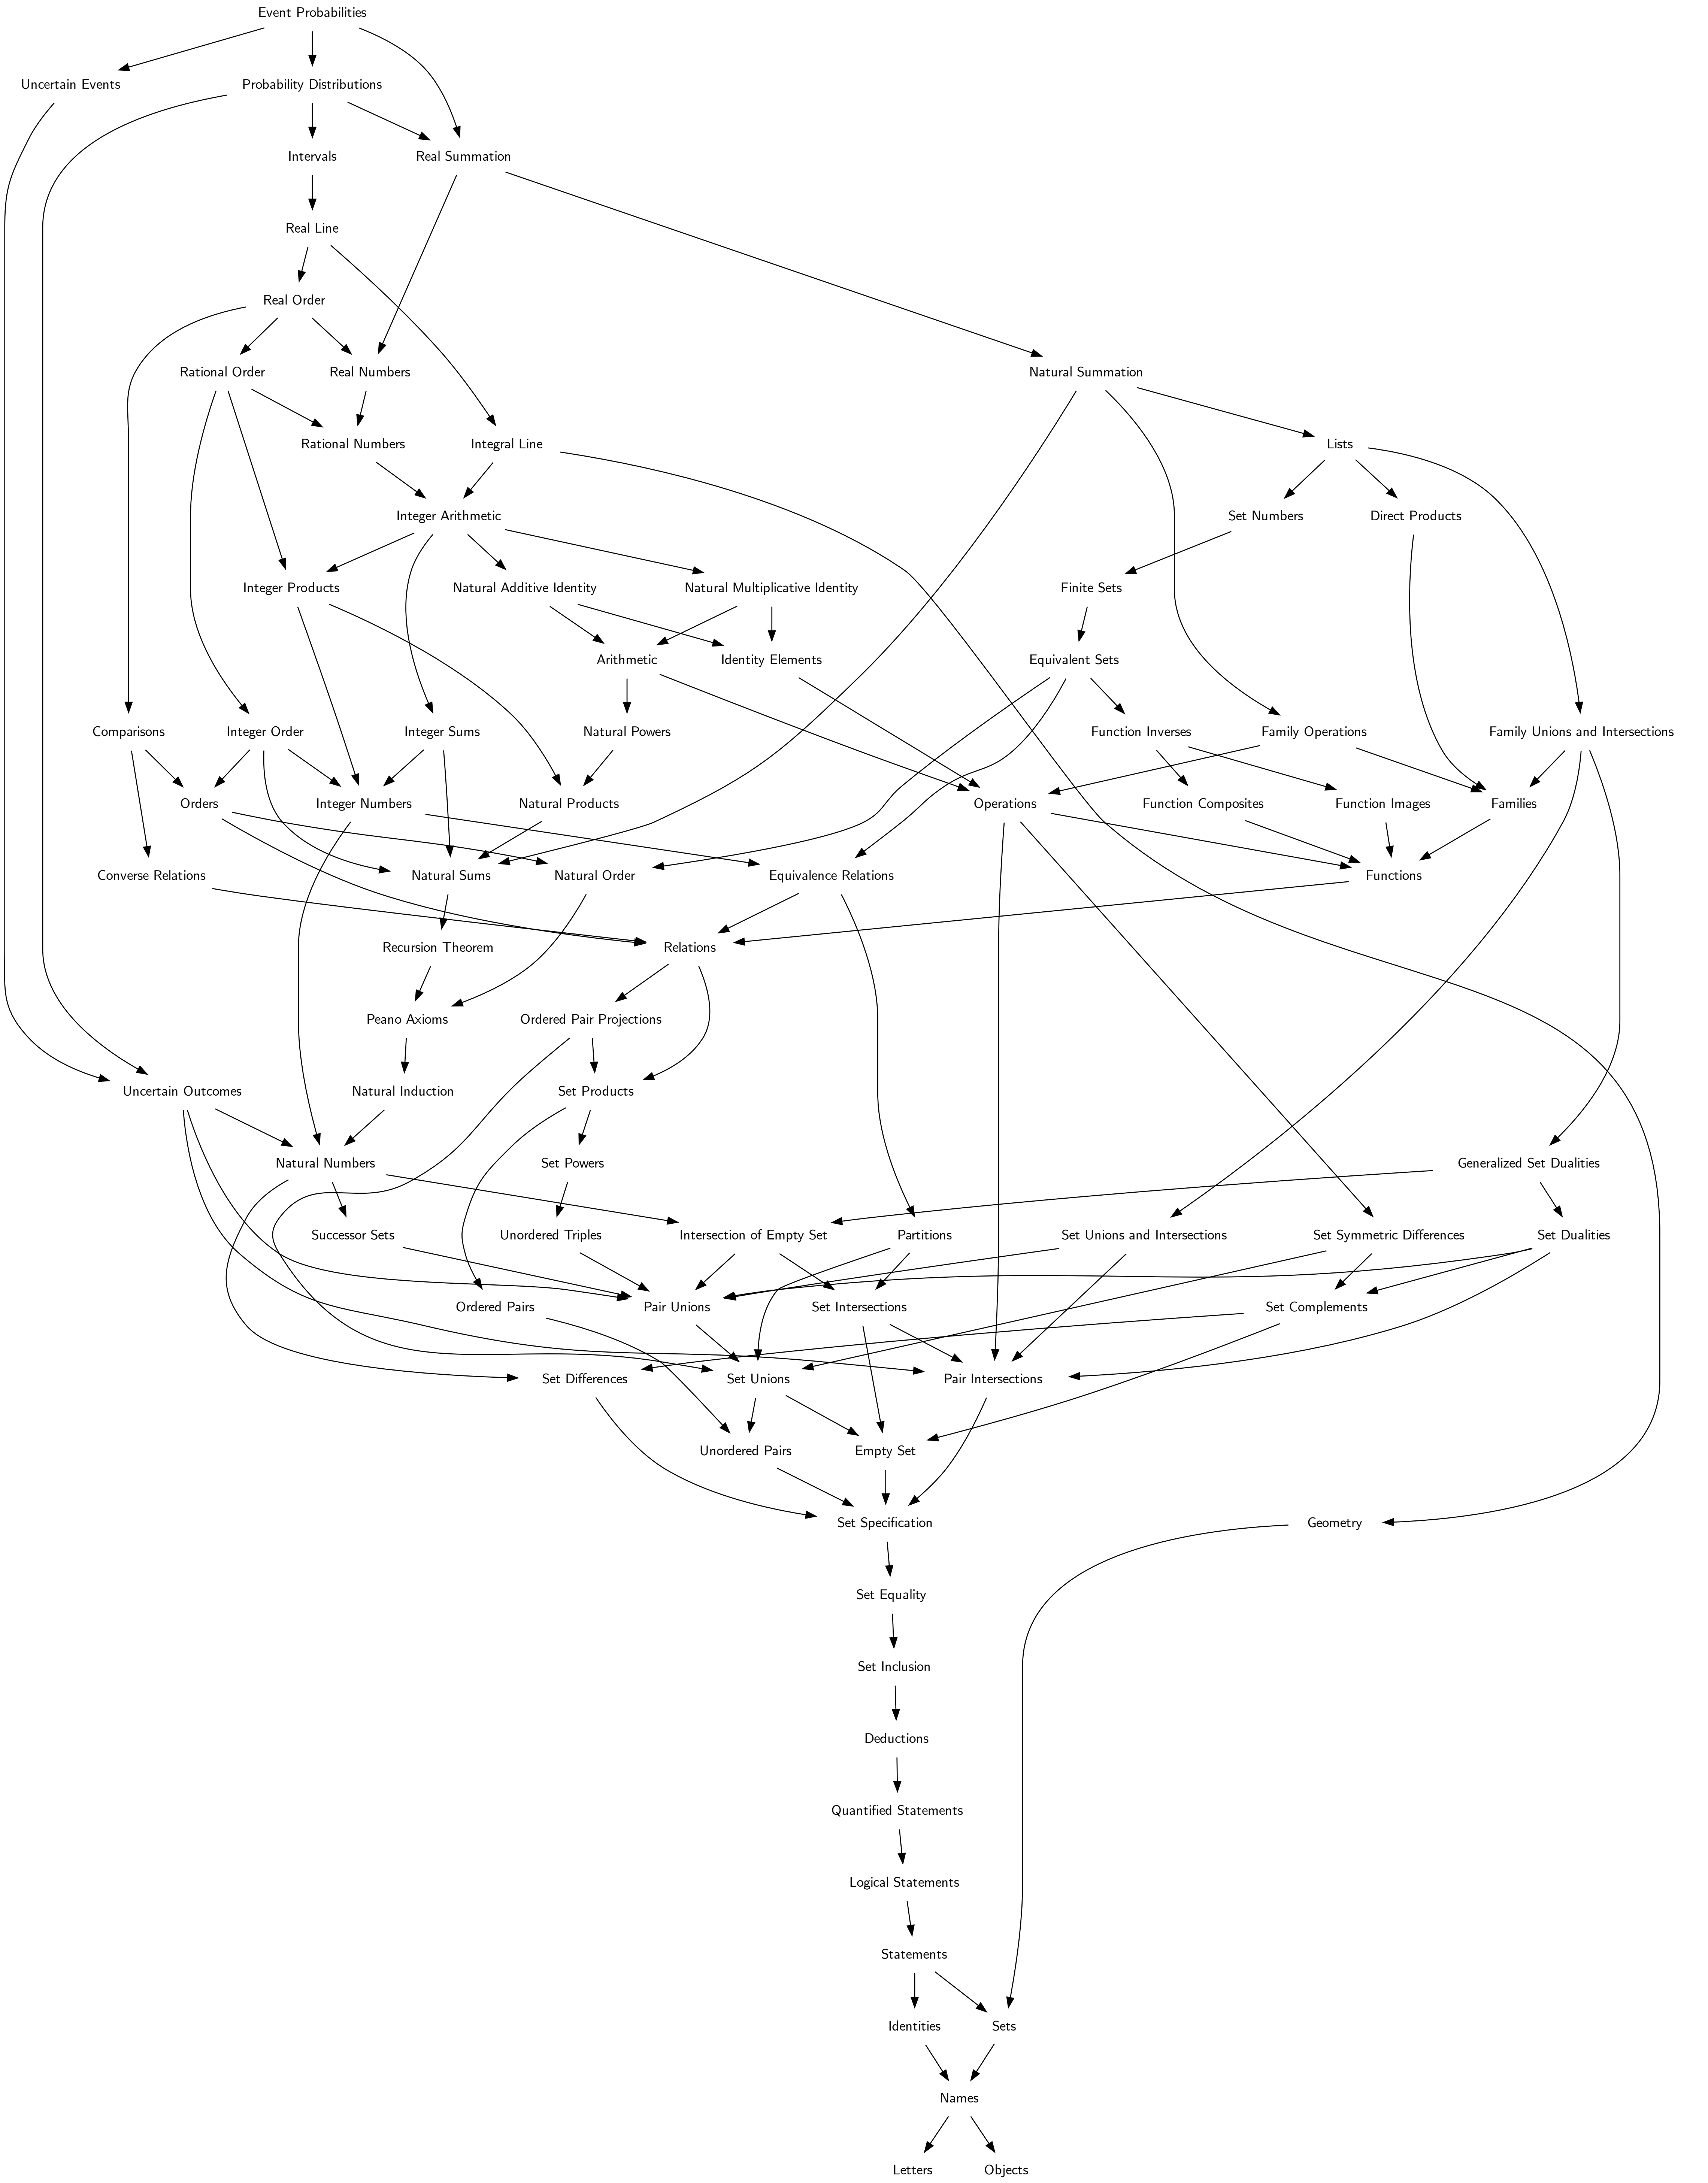 Event Probabilities
Uncertain Events
Probability Distributions
Intervals
Real Summation
Real Line
Real Order
Rational Order
Real Numbers
Natural Summation
Rational Numbers
Integral Line
Lists
Integer Arithmetic
Set Numbers
Direct Products
Integer Products
Natural Additive Identity
Natural Multiplicative Identity
Finite Sets
Arithmetic
Identity Elements
Equivalent Sets
Comparisons
Integer Order
Integer Sums
Natural Powers
Function Inverses
Family Operations
Family Unions and Intersections
Orders
Integer Numbers
Natural Products
Operations
Function Composites
Function Images
Families
Converse Relations
Natural Sums
Natural Order
Equivalence Relations
Functions
Recursion Theorem
Relations
Peano Axioms
Ordered Pair Projections
Uncertain Outcomes
Natural Induction
Set Products
Natural Numbers
Set Powers
Generalized Set Dualities
Successor Sets
Unordered Triples
Intersection of Empty Set
Partitions
Set Unions and Intersections
Set Symmetric Differences
Set Dualities
Ordered Pairs
Pair Unions
Set Intersections
Set Complements
Set Differences
Set Unions
Pair Intersections
Unordered Pairs
Empty Set
Set Specification
Geometry
Set Equality
Set Inclusion
Deductions
Quantified Statements
Logical Statements
Statements
Identities
Sets
Names
Letters
Objects